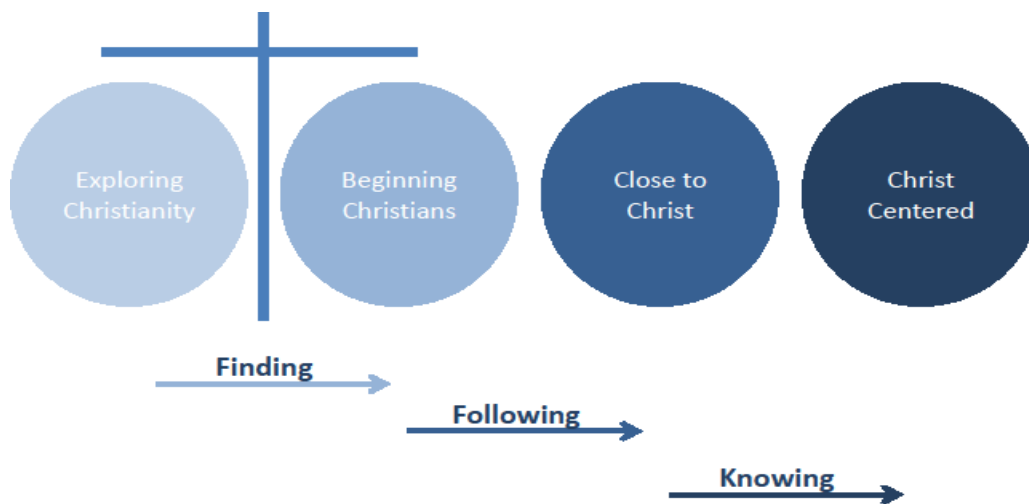 Exploring
Christianity
Beginning
Christians
Close to
Christ
Christ
Centered
Finding
Following
Knowing